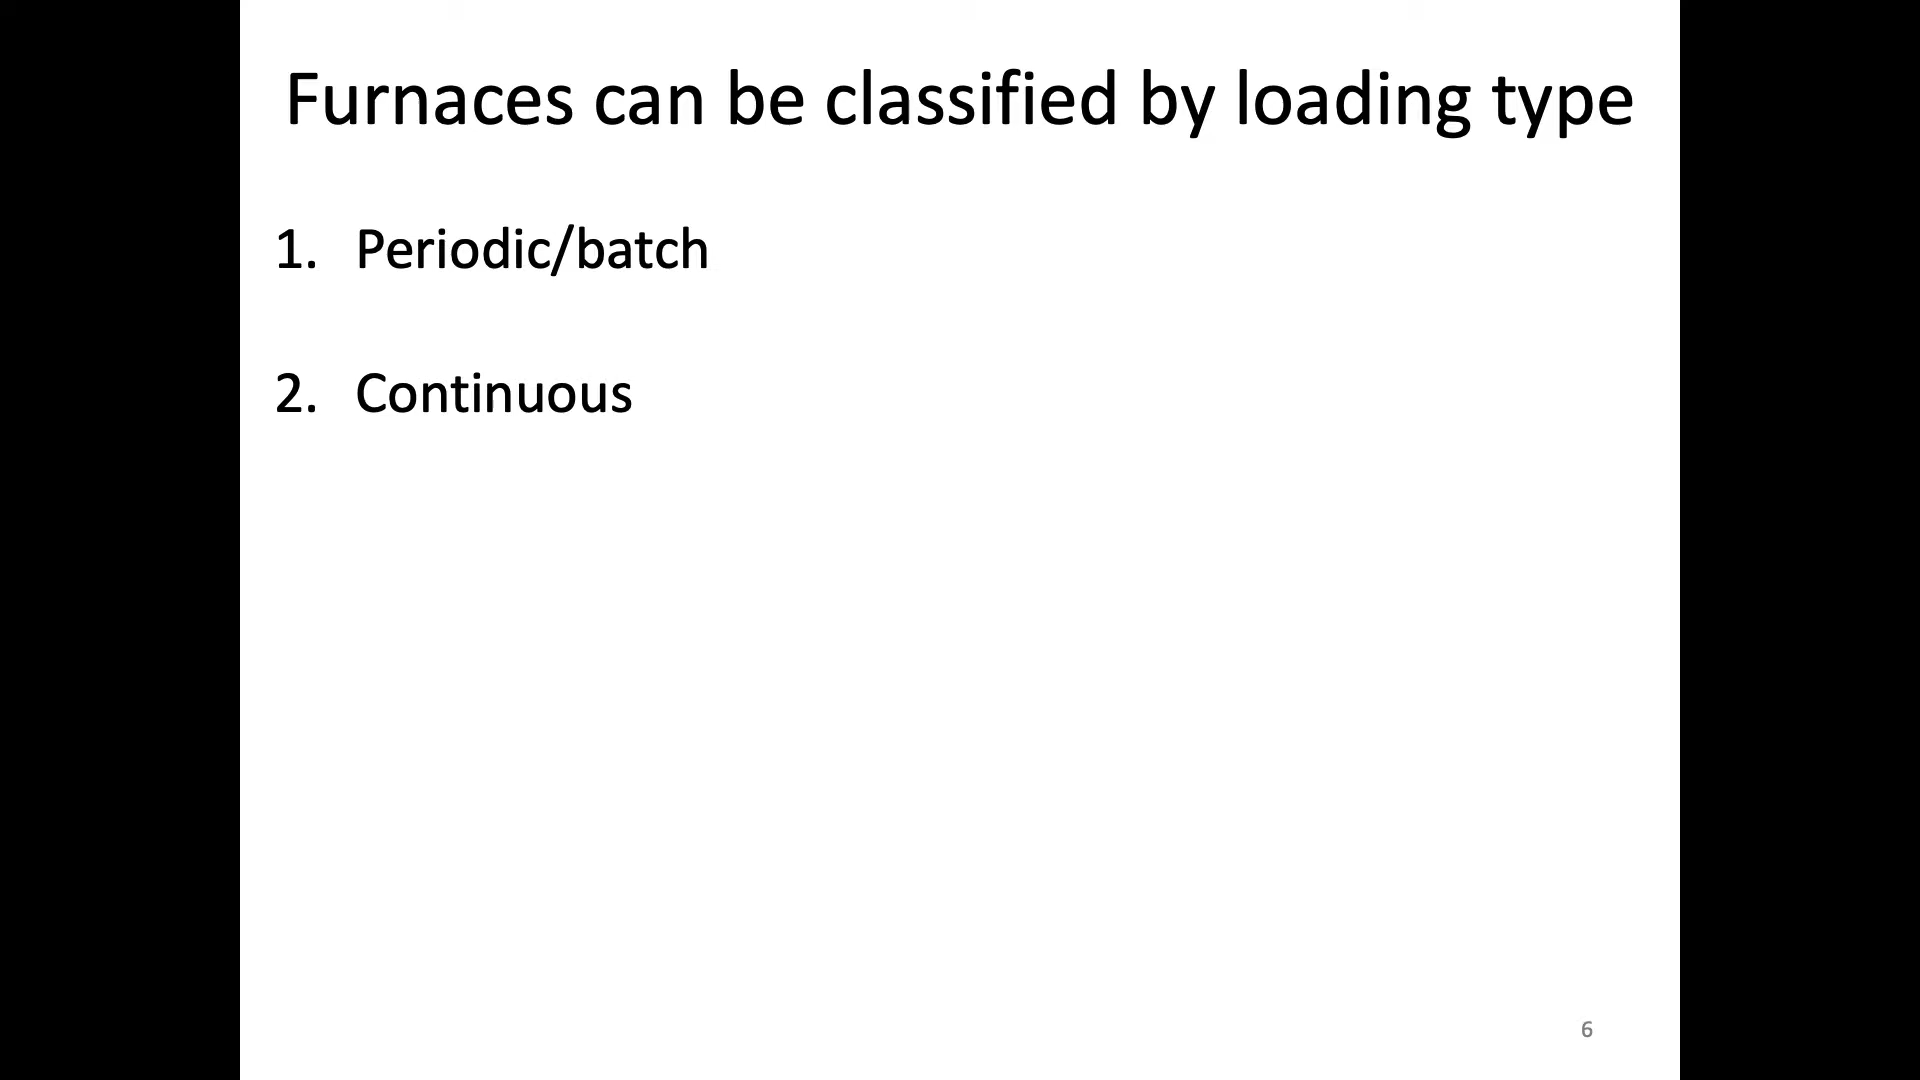 Furnaces can be classified by loading type
1. Periodic/batch
2. Continuous
6